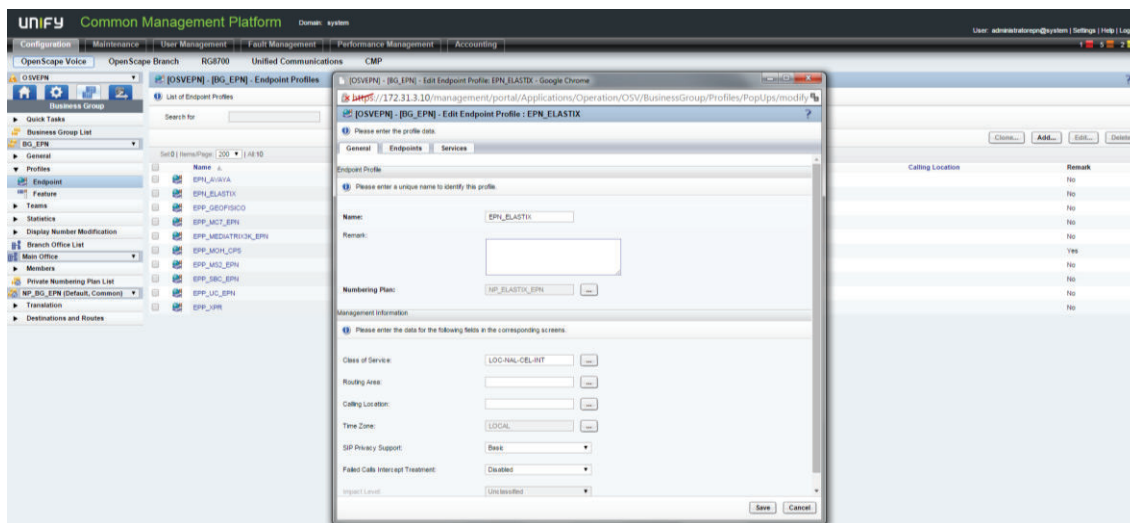 UNIFY Common Management Platform Domain: system
User: administratorepn@system | Settings | Help | Log
Configuration Maintenance User Management Fault Management Performance Management Accounting
OpenScape Voice OpenScape Branch RG8700 Unified Communications CMP
OSVEPN
Business Group
Quick Tasks
Business Group List
BG_EPN
General
Profiles
Endpoint
Feature
Teams
Statistics
Display Number Modification
Branch Office List
Main Office
Members
Private Numbering Plan List
NP_BG_EPN (Default, Common)
Translation
Destinations and Routes
[OSVEPN] - [BG_EPN] - Endpoint Profiles
List of Endpoint Profiles
Search for
Clone... Add... Edit... Delete
Sel:0 | Items/Page: 200 | All:10
Name Calling Location Remark
EPN_AVAYA No
EPN_ELASTIX No
EPP_GEOFISICO No
EPP_MC7_EPN No
EPP_MEDIATRIX3K_EPN No
EPP_MOH_CPS Yes
EPP_MS2_EPN No
EPP_SBC_EPN No
EPP_UC_EPN No
EPP_XPR No
[OSVEPN] - [BG_EPN] - Edit Endpoint Profile: EPN_ELASTIX - Google Chrome
https://172.31.3.10/management/portal/Applications/Operation/OSV/BusinessGroup/Profiles/PopUps/modify
[OSVEPN] - [BG_EPN] - Edit Endpoint Profile : EPN_ELASTIX ?
Please enter the profile data.
General Endpoints Services
Endpoint Profile
Please enter a unique name to identify this profile.
Name: EPN_ELASTIX
Remark:
Numbering Plan: NP_ELASTIX_EPN ...
Management Information
Please enter the data for the following fields in the corresponding screens.
Class of Service: LOC-NAL-CEL-INT ...
Routing Area: ...
Calling Location: ...
Time Zone: LOCAL ...
SIP Privacy Support: Basic
Failed Calls Intercept Treatment: Disabled
Impact Level: Unclassified
Save Cancel